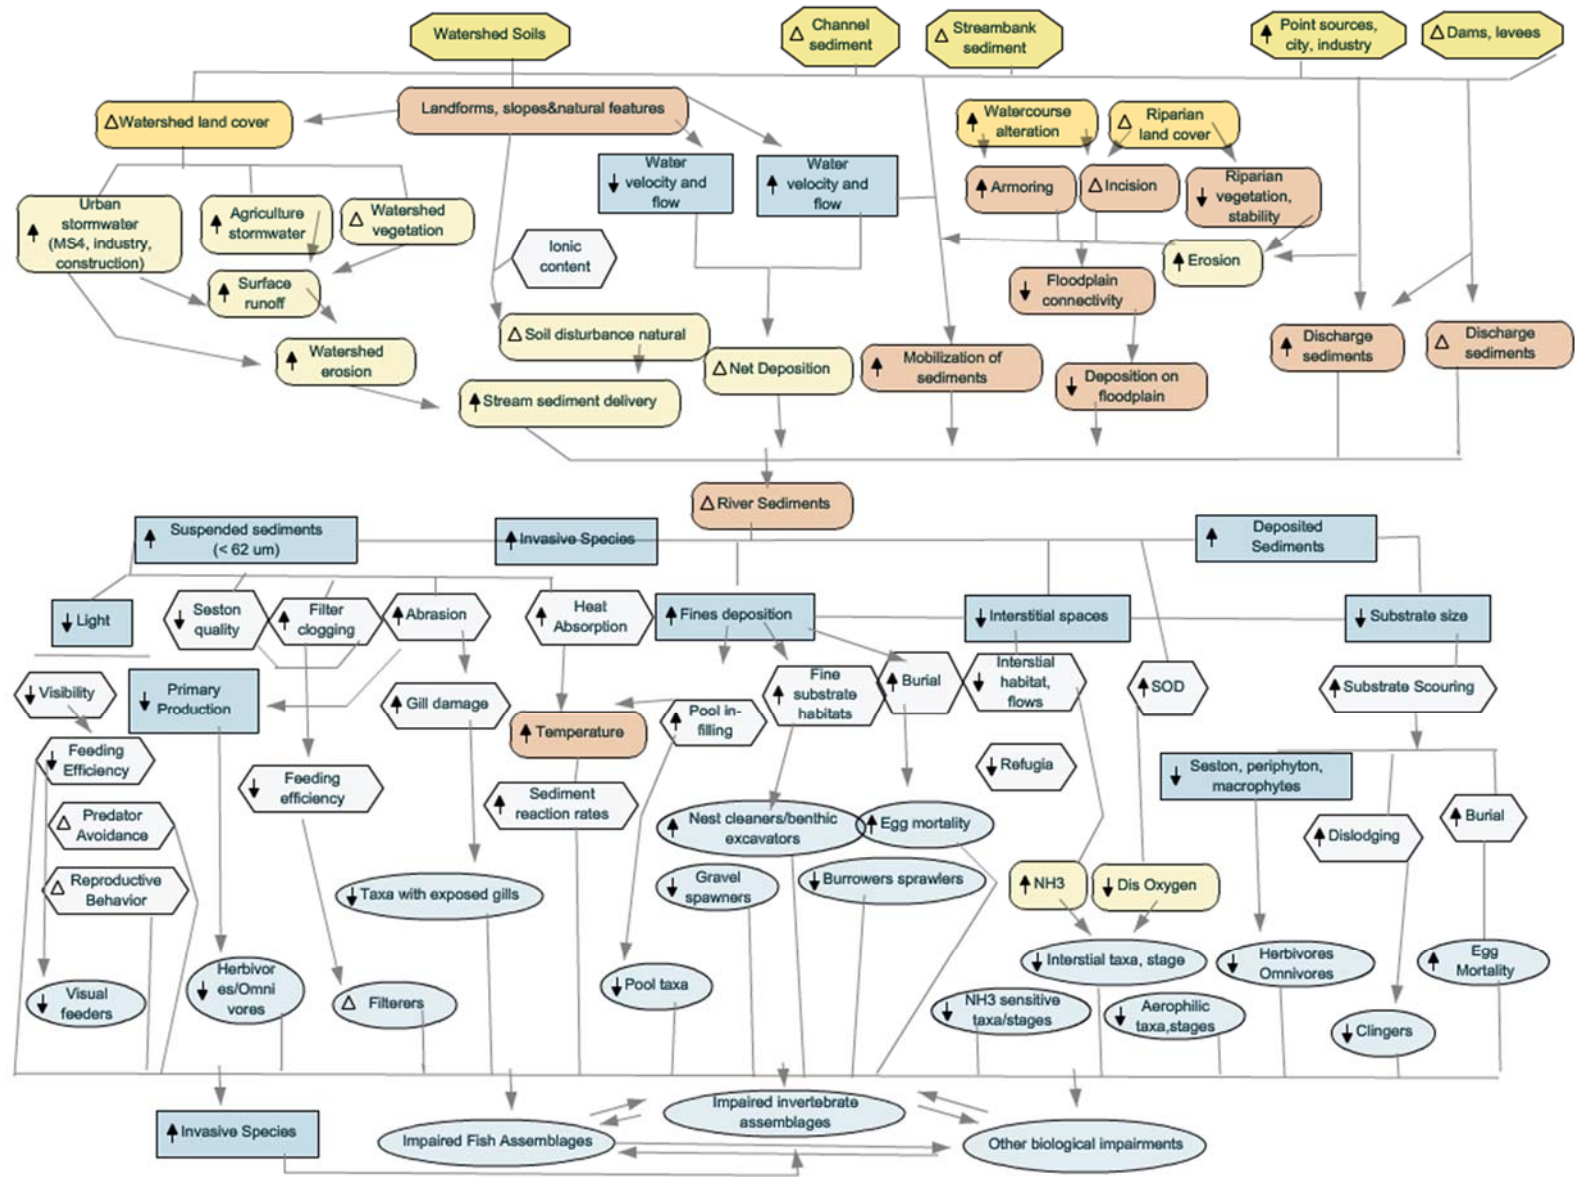 Watershed Soils
Channel
sediment
Streambank
sediment
Point sources,
city, industry
Dams, levees
Watershed land cover
Landforms, slopes&natural features
Watercourse
alteration
Riparian
land cover
Water
velocity and
flow
Water
velocity and
flow
Armoring
Incision
Riparian
vegetation,
stability
Urban
stormwater
(MS4, industry,
construction)
Agriculture
stormwater
Watershed
vegetation
Ionic
content
Erosion
Surface
runoff
Floodplain
connectivity
Soil disturbance natural
Watershed
erosion
Net Deposition
Mobilization of
sediments
Discharge
sediments
Discharge
sediments
Deposition on
floodplain
Stream sediment delivery
River Sediments
Suspended sediments
(< 62 um)
Invasive Species
Deposited
Sediments
Light
Seston
quality
Filter
clogging
Abrasion
Heat
Absorption
Fines deposition
Interstitial spaces
Substrate size
Visibility
Primary
Production
Gill damage
Temperature
Pool in-
filling
Fine
substrate
habitats
Burial
Interstial
habitat,
flows
SOD
Substrate Scouring
Feeding
Efficiency
Feeding
efficiency
Sediment
reaction rates
Refugia
Seston, periphyton,
macrophytes
Predator
Avoidance
Nest cleaners/benthic
excavators
Egg mortality
Dislodging
Burial
Reproductive
Behavior
Taxa with exposed gills
Gravel
spawners
Burrowers sprawlers
NH3
Dis Oxygen
Visual
feeders
Herbivor
es/Omni
vores
Filterers
Pool taxa
Interstial taxa, stage
Herbivores
Omnivores
Egg
Mortality
NH3 sensitive
taxa/stages
Aerophilic
taxa,stages
Clingers
Invasive Species
Impaired Fish Assemblages
Impaired invertebrate
assemblages
Other biological impairments